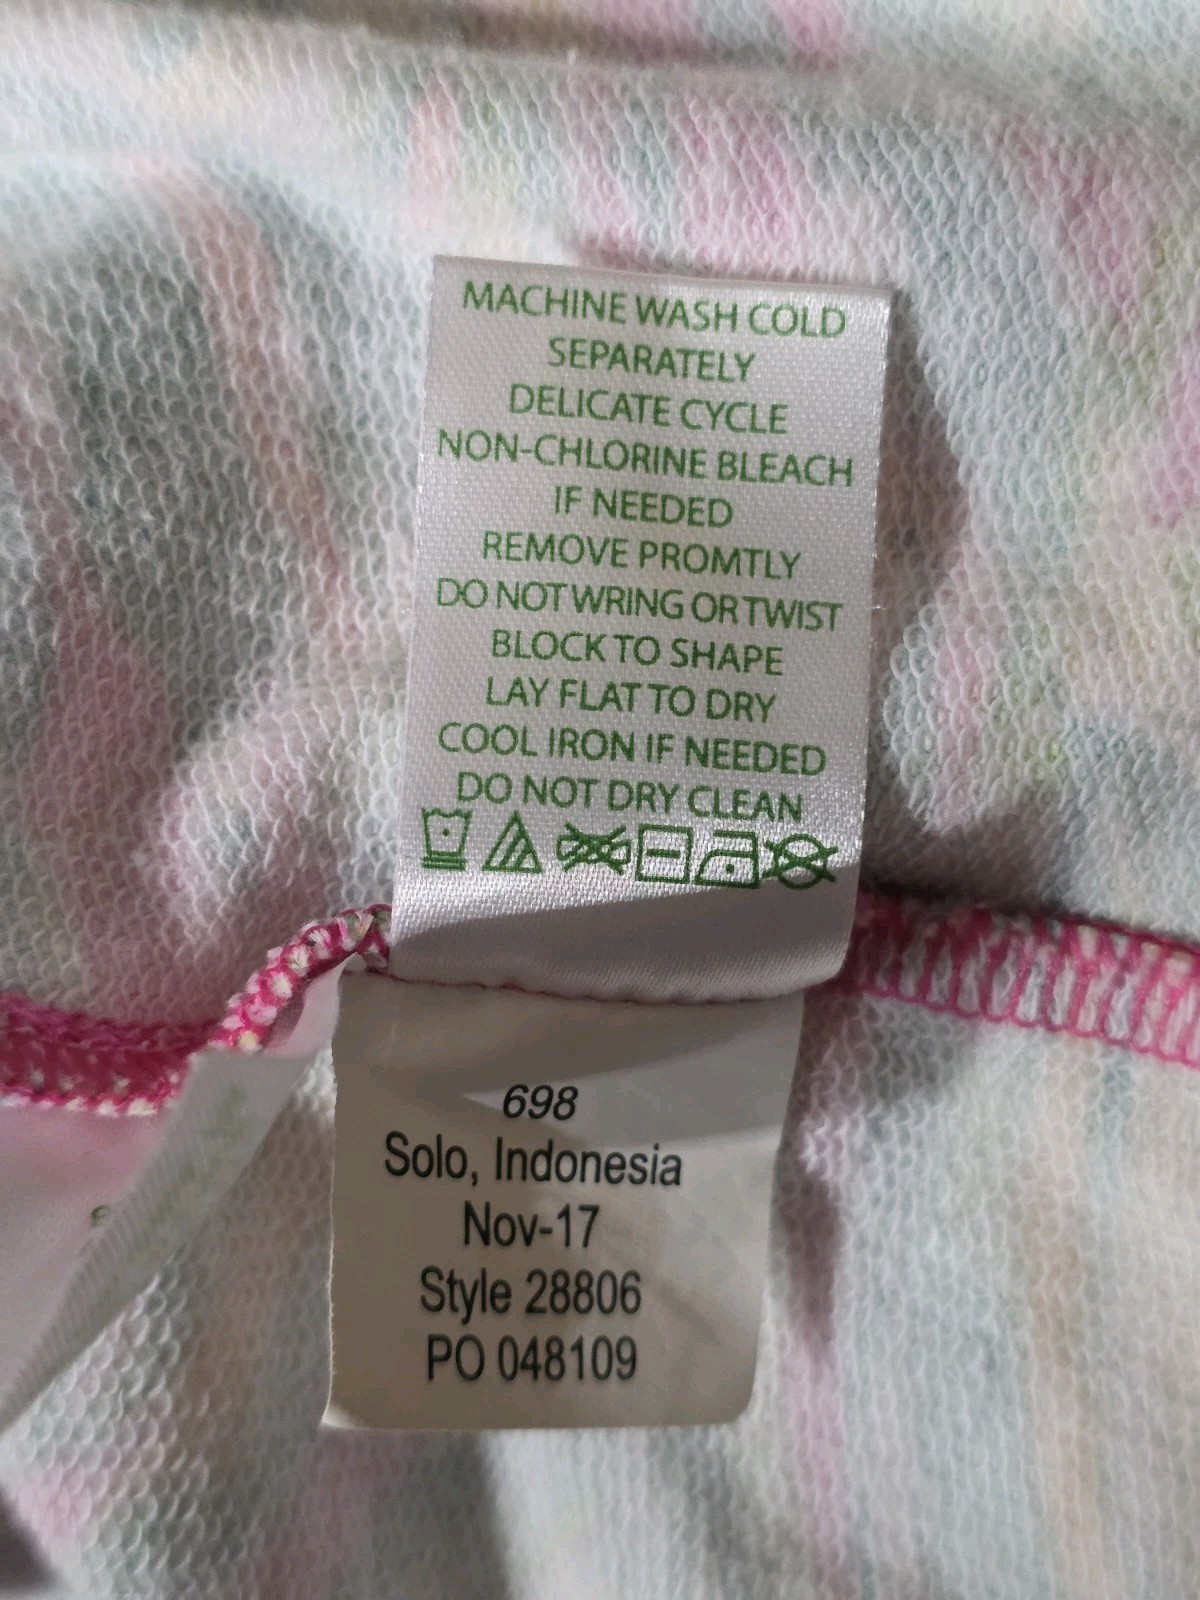 MACHINE WASH COLD
SEPARATELY
DELICATE CYCLE
NON-CHLORINE BLEACH
IF NEEDED
REMOVE PROMTLY
DO NOT WRING OR TWIST
BLOCK TO SHAPE
LAY FLAT TO DRY
COOL IRON IF NEEDED
DO NOT DRY CLEAN
698
Solo, Indonesia
Nov-17
Style 28806
PO 048109